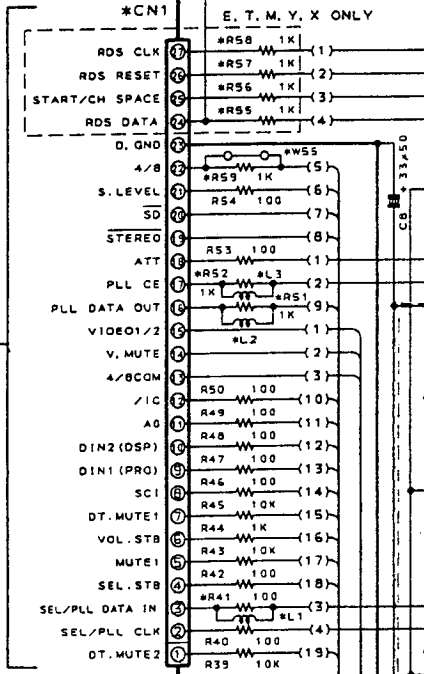 *CN1 E, T, M, Y, X ONLY
RDS CLK 27 *R58 1K (1)
RDS RESET 26 *R57 1K (2)
START/CH SPACE 25 *R56 1K (3)
RDS DATA 24 *R55 1K (4)
D. GND 23 *W55
4/8 22 *R59 1K (5)
S. LEVEL 21 R54 100 (6)
SD 20 (7)
STEREO 19 (8)
ATT 18 R53 100 (1)
PLL CE 17 *R52 1K *L3 (2)
PLL DATA OUT 16 *R51 1K *L2 (9)
VIDEO1/2 15 (1)
V. MUTE 14 (2)
4/8COM 13 (3)
/IC 12 R50 100 (10)
A0 11 R49 100 (11)
DIN2(DSP) 10 R48 100 (12)
DIN1(PRO) 9 R47 100 (13)
SCI 8 R46 100 (14)
DT. MUTE1 7 R45 10K (15)
VOL. STB 6 R44 1K (16)
MUTE1 5 R43 10K (17)
SEL. STB 4 R42 100 (18)
SEL/PLL DATA IN 3 *R41 100 *L1 (3)
SEL/PLL CLK 2 R40 100 (4)
DT. MUTE2 1 R39 10K (19)
C8 + 33μ50